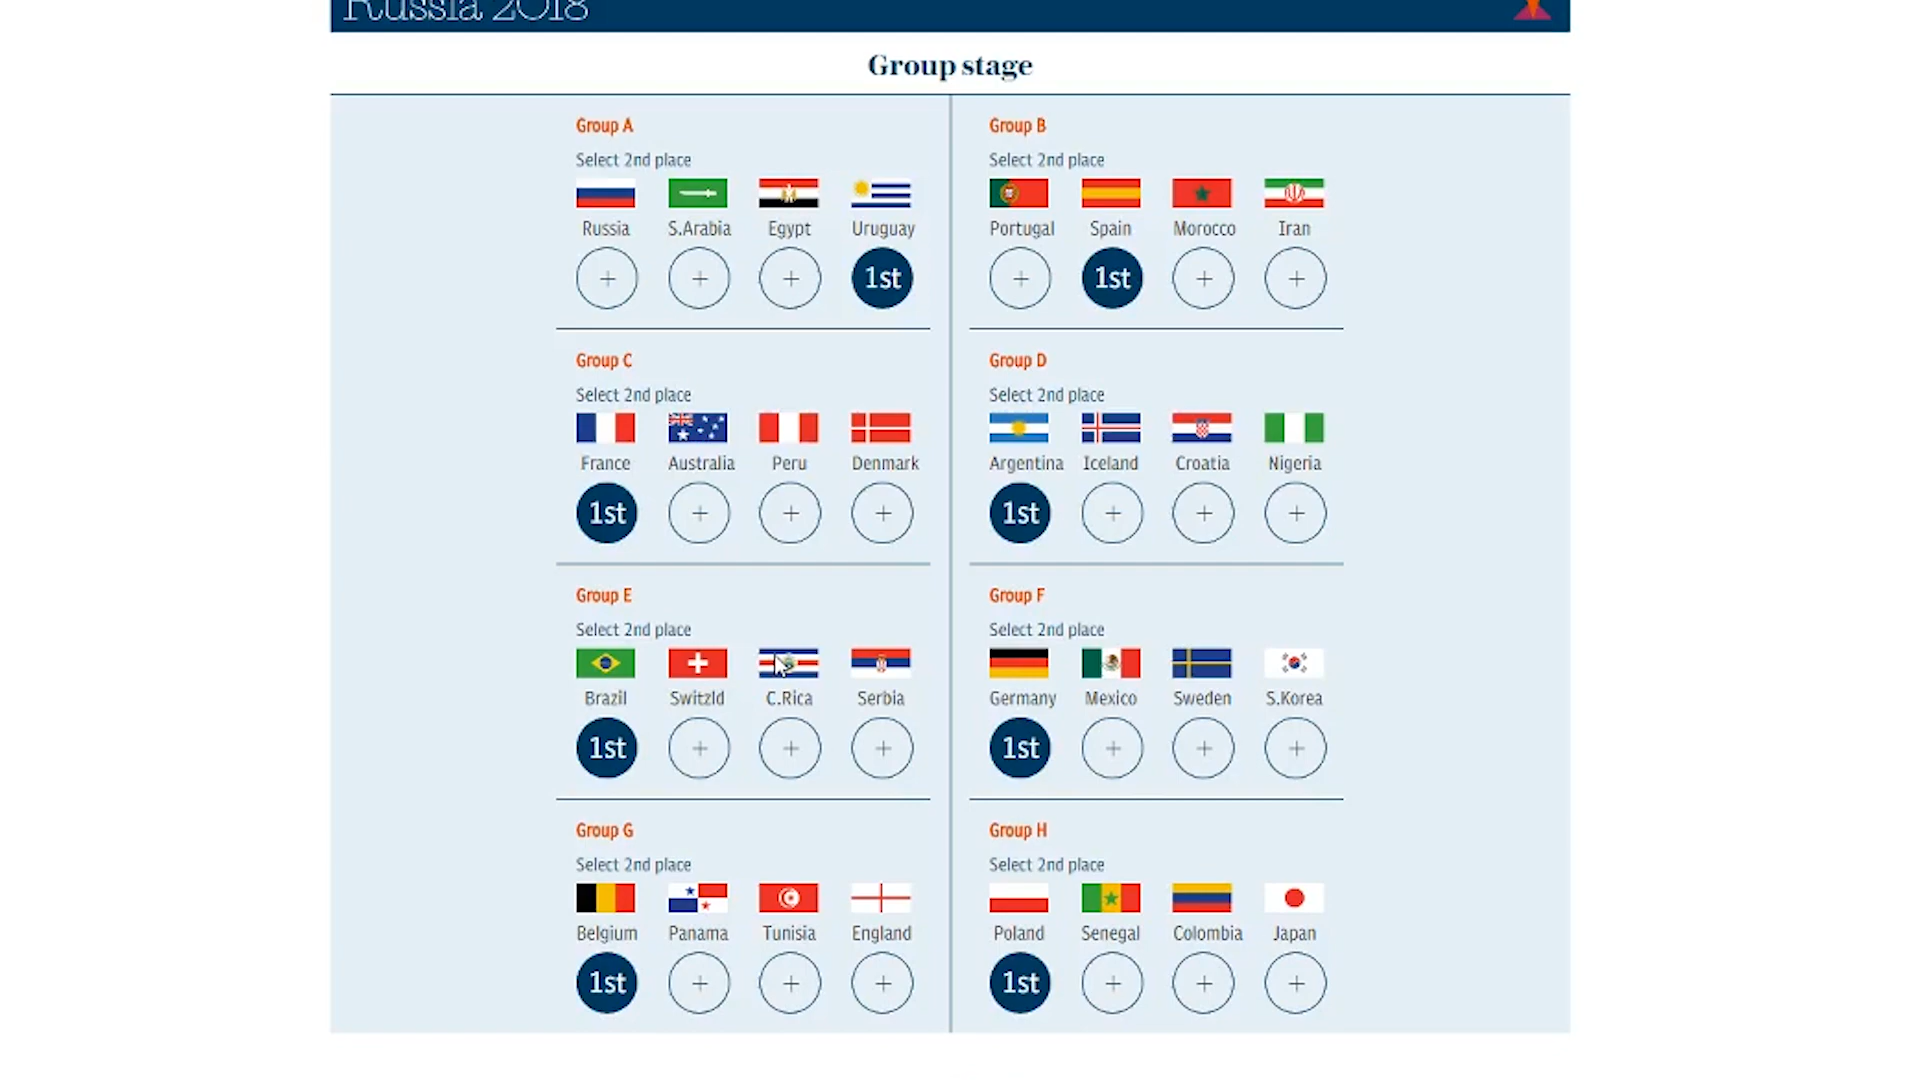 Russia 2018
Group stage
Group A
Select 2nd place
Russia S.Arabia Egypt Uruguay
+ + + 1st
Group B
Select 2nd place
Portugal Spain Morocco Iran
+ 1st + +
Group C
Select 2nd place
France Australia Peru Denmark
1st + + +
Group D
Select 2nd place
Argentina Iceland Croatia Nigeria
1st + + +
Group E
Select 2nd place
Brazil Switzld C.Rica Serbia
1st + + +
Group F
Select 2nd place
Germany Mexico Sweden S.Korea
1st + + +
Group G
Select 2nd place
Belgium Panama Tunisia England
1st + + +
Group H
Select 2nd place
Poland Senegal Colombia Japan
1st + + +